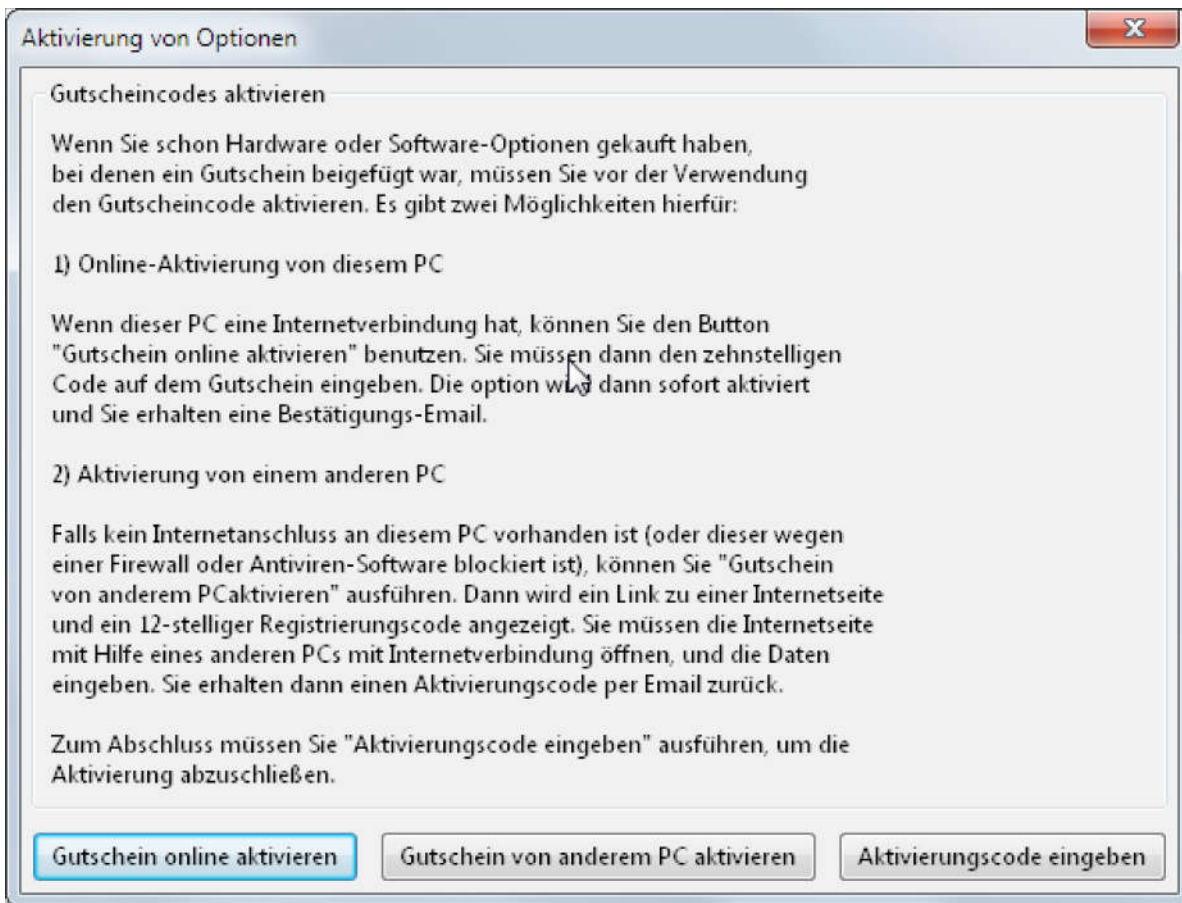 Aktivierung von Optionen
Gutscheincodes aktivieren
Wenn Sie schon Hardware oder Software-Optionen gekauft haben,
bei denen ein Gutschein beigefügt war, müssen Sie vor der Verwendung
den Gutscheincode aktivieren. Es gibt zwei Möglichkeiten hierfür:
1) Online-Aktivierung von diesem PC
Wenn dieser PC eine Internetverbindung hat, können Sie den Button
"Gutschein online aktivieren" benutzen. Sie müssen dann den zehnstelligen
Code auf dem Gutschein eingeben. Die option wird dann sofort aktiviert
und Sie erhalten eine Bestätigungs-Email.
2) Aktivierung von einem anderen PC
Falls kein Internetanschluss an diesem PC vorhanden ist (oder dieser wegen
einer Firewall oder Antiviren-Software blockiert ist), können Sie "Gutschein
von anderem PCaktivieren" ausführen. Dann wird ein Link zu einer Internetseite
und ein 12-stelliger Registrierungscode angezeigt. Sie müssen die Internetseite
mit Hilfe eines anderen PCs mit Internetverbindung öffnen, und die Daten
eingeben. Sie erhalten dann einen Aktivierungscode per Email zurück.
Zum Abschluss müssen Sie "Aktivierungscode eingeben" ausführen, um die
Aktivierung abzuschließen.
Gutschein online aktivieren
Gutschein von anderem PC aktivieren
Aktivierungscode eingeben